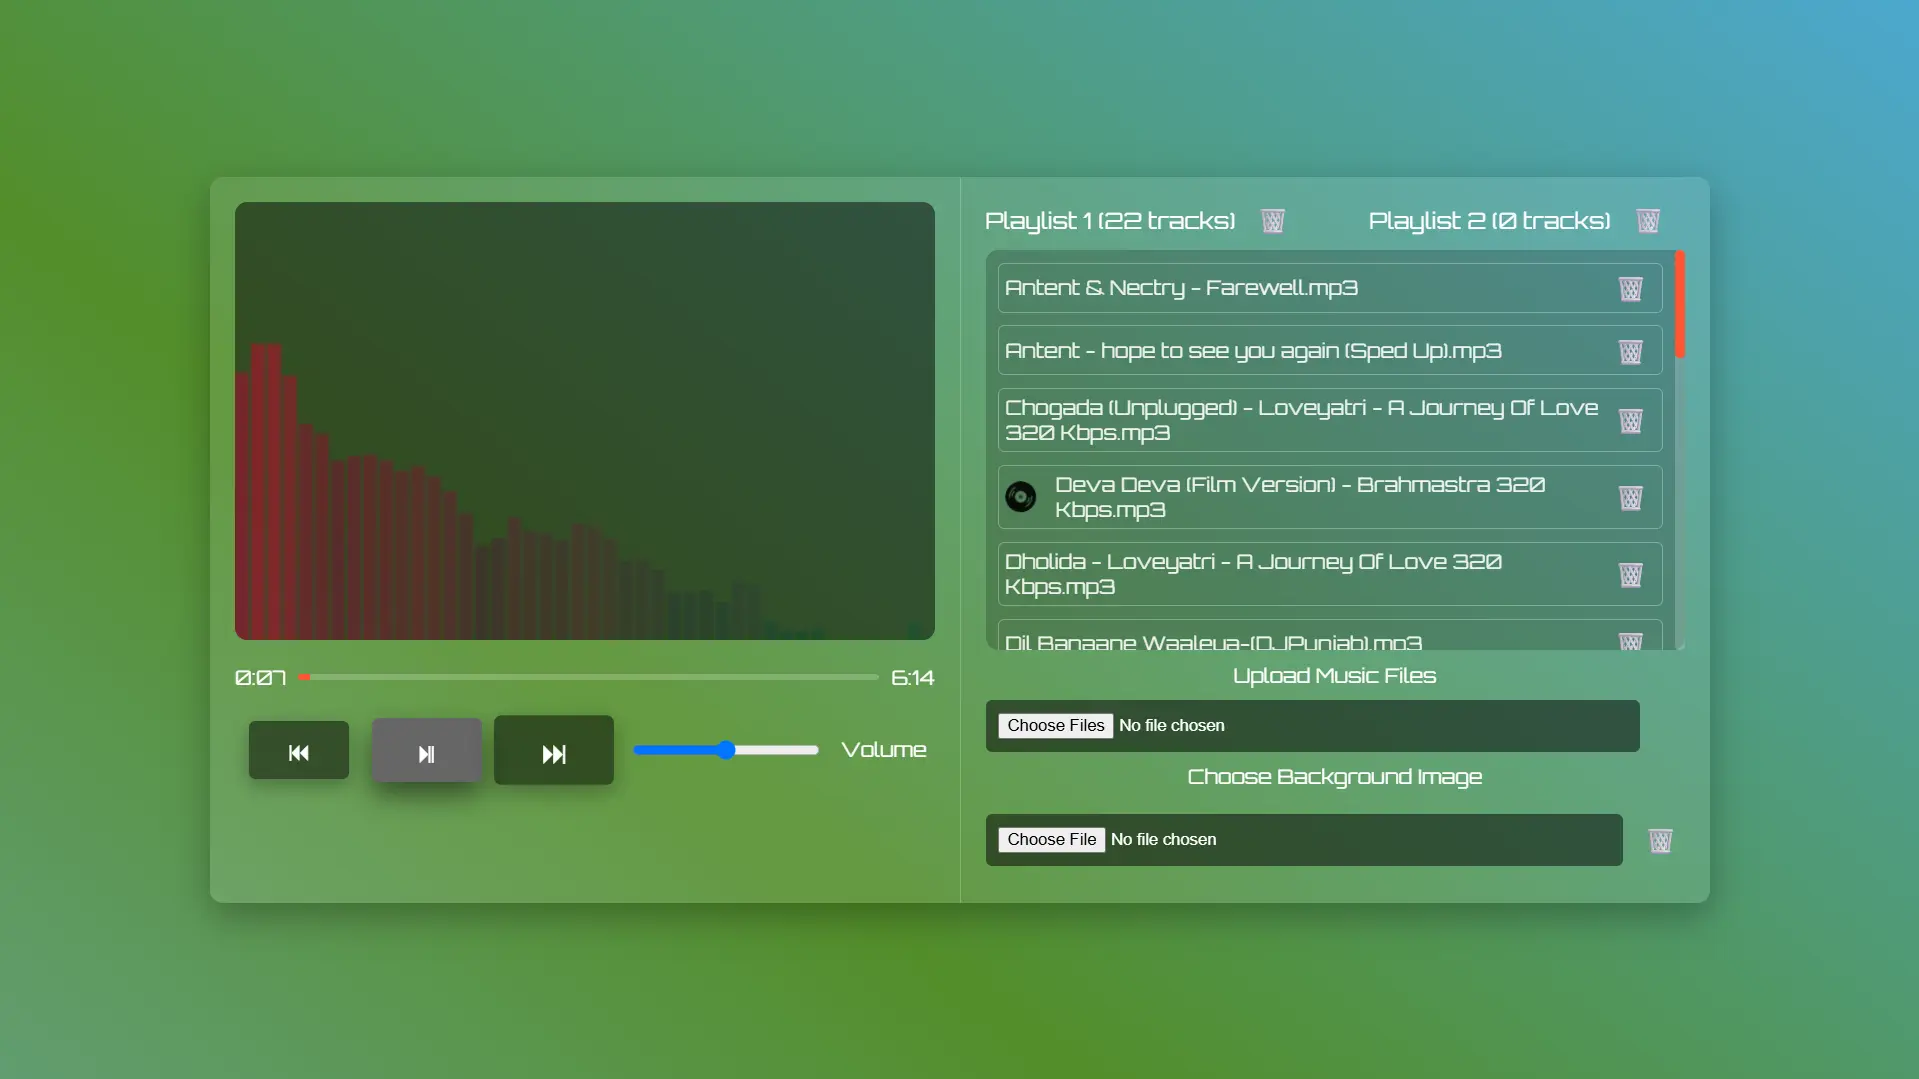 Playlist 1 (22 tracks)
Playlist 2 (0 tracks)
Antent & Nectry - Farewell.mp3
Antent - hope to see you again (Sped Up).mp3
Chogada (Unplugged) - Loveyatri - A Journey Of Love
320 Kbps.mp3
Deva Deva (Film Version) - Brahmastra 320
Kbps.mp3
Dholida - Loveyatri - A Journey Of Love 320
Kbps.mp3
Dil Banaane Waaleya-(DJPunjab).mp3
0:07
6:14
Volume
Upload Music Files
Choose Files No file chosen
Choose Background Image
Choose File No file chosen